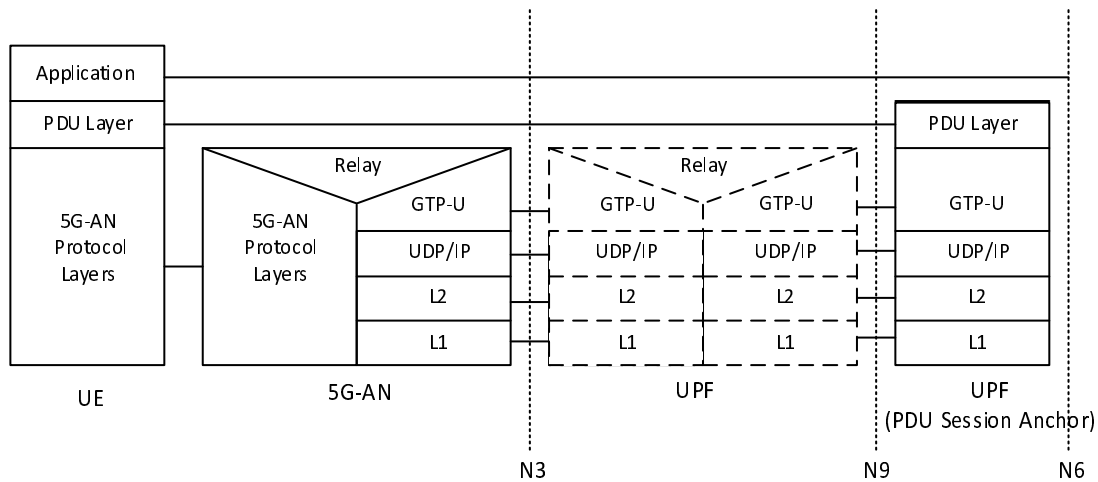 Application
PDU Layer
PDU Layer
Relay
Relay
5G-AN
Protocol
Layers
5G-AN
Protocol
Layers
GTP-U
GTP-U
GTP-U
GTP-U
UDP/IP
UDP/IP
UDP/IP
UDP/IP
L2
L2
L2
L2
L1
L1
L1
L1
UE
5G-AN
UPF
UPF
(PDU Session Anchor)
N3
N9
N6